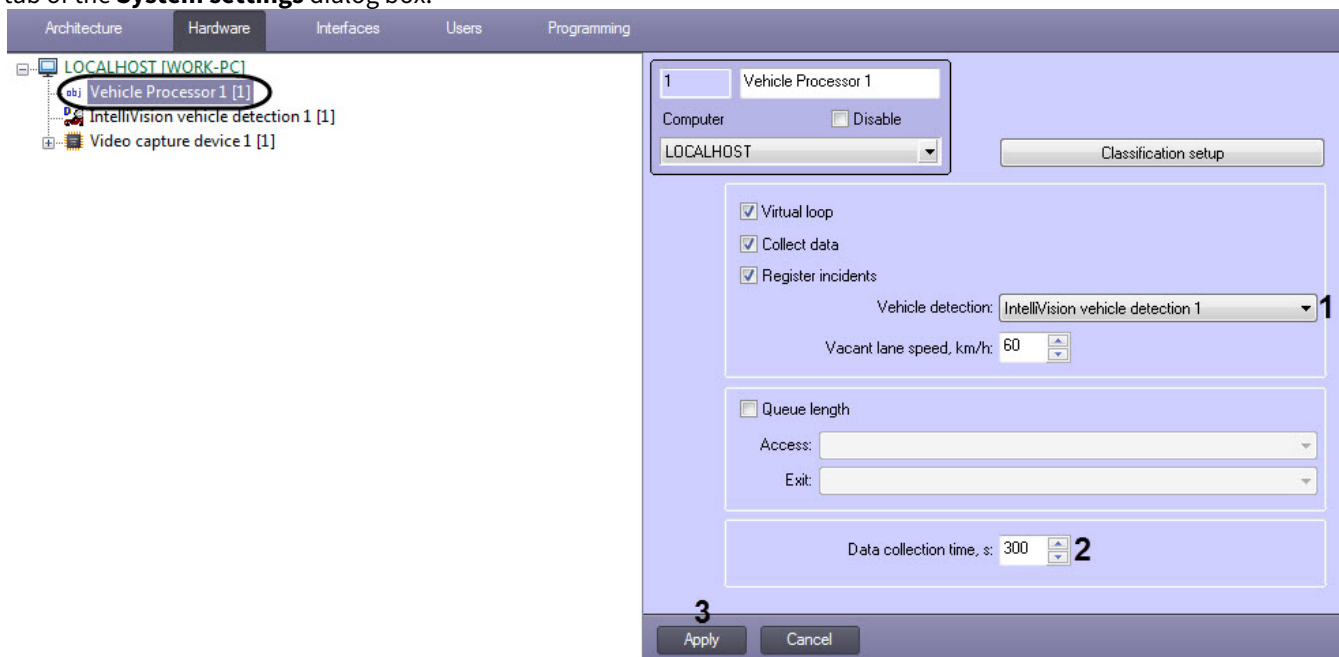 tab of the System settings dialog box.
Architecture Hardware Interfaces Users Programming
LOCALHOST [WORK-PC]
obj Vehicle Processor 1 [1]
IntelliVision vehicle detection 1 [1]
Video capture device 1 [1]
1 Vehicle Processor 1
Computer Disable
LOCALHOST
Classification setup
Virtual loop
Collect data
Register incidents
Vehicle detection: IntelliVision vehicle detection 1 1
Vacant lane speed, km/h: 60
Queue length
Access:
Exit:
Data collection time, s: 300 2
3
Apply Cancel